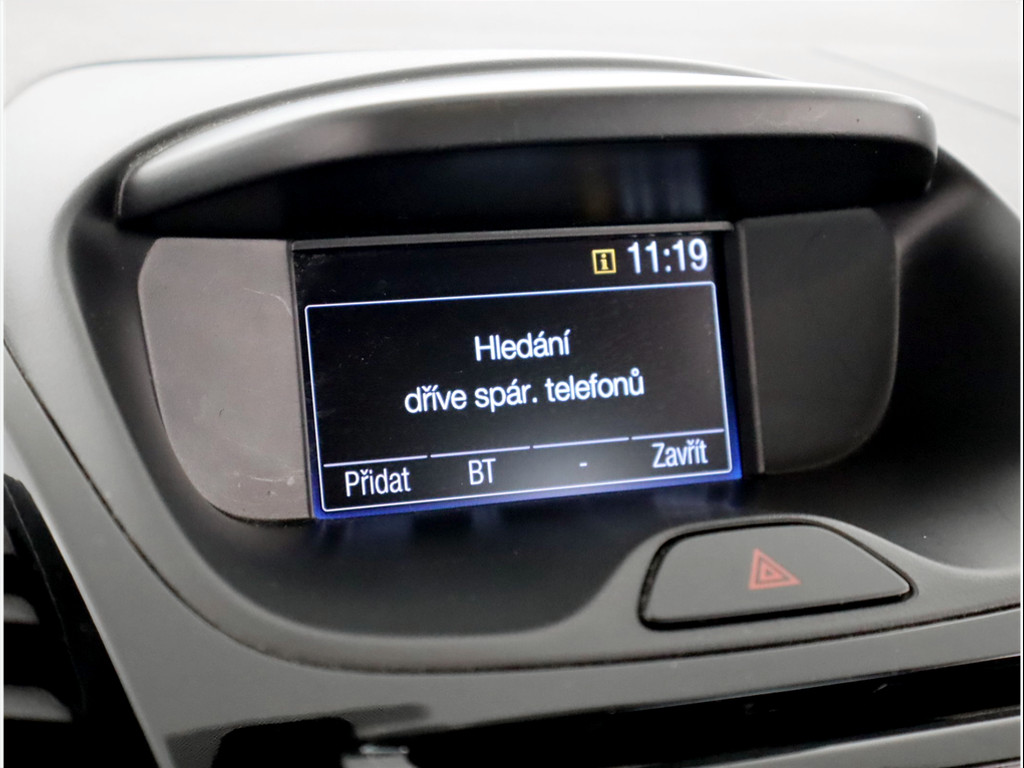 11:19
Hledání
dříve spár. telefonů
Přidat BT - Zavřít